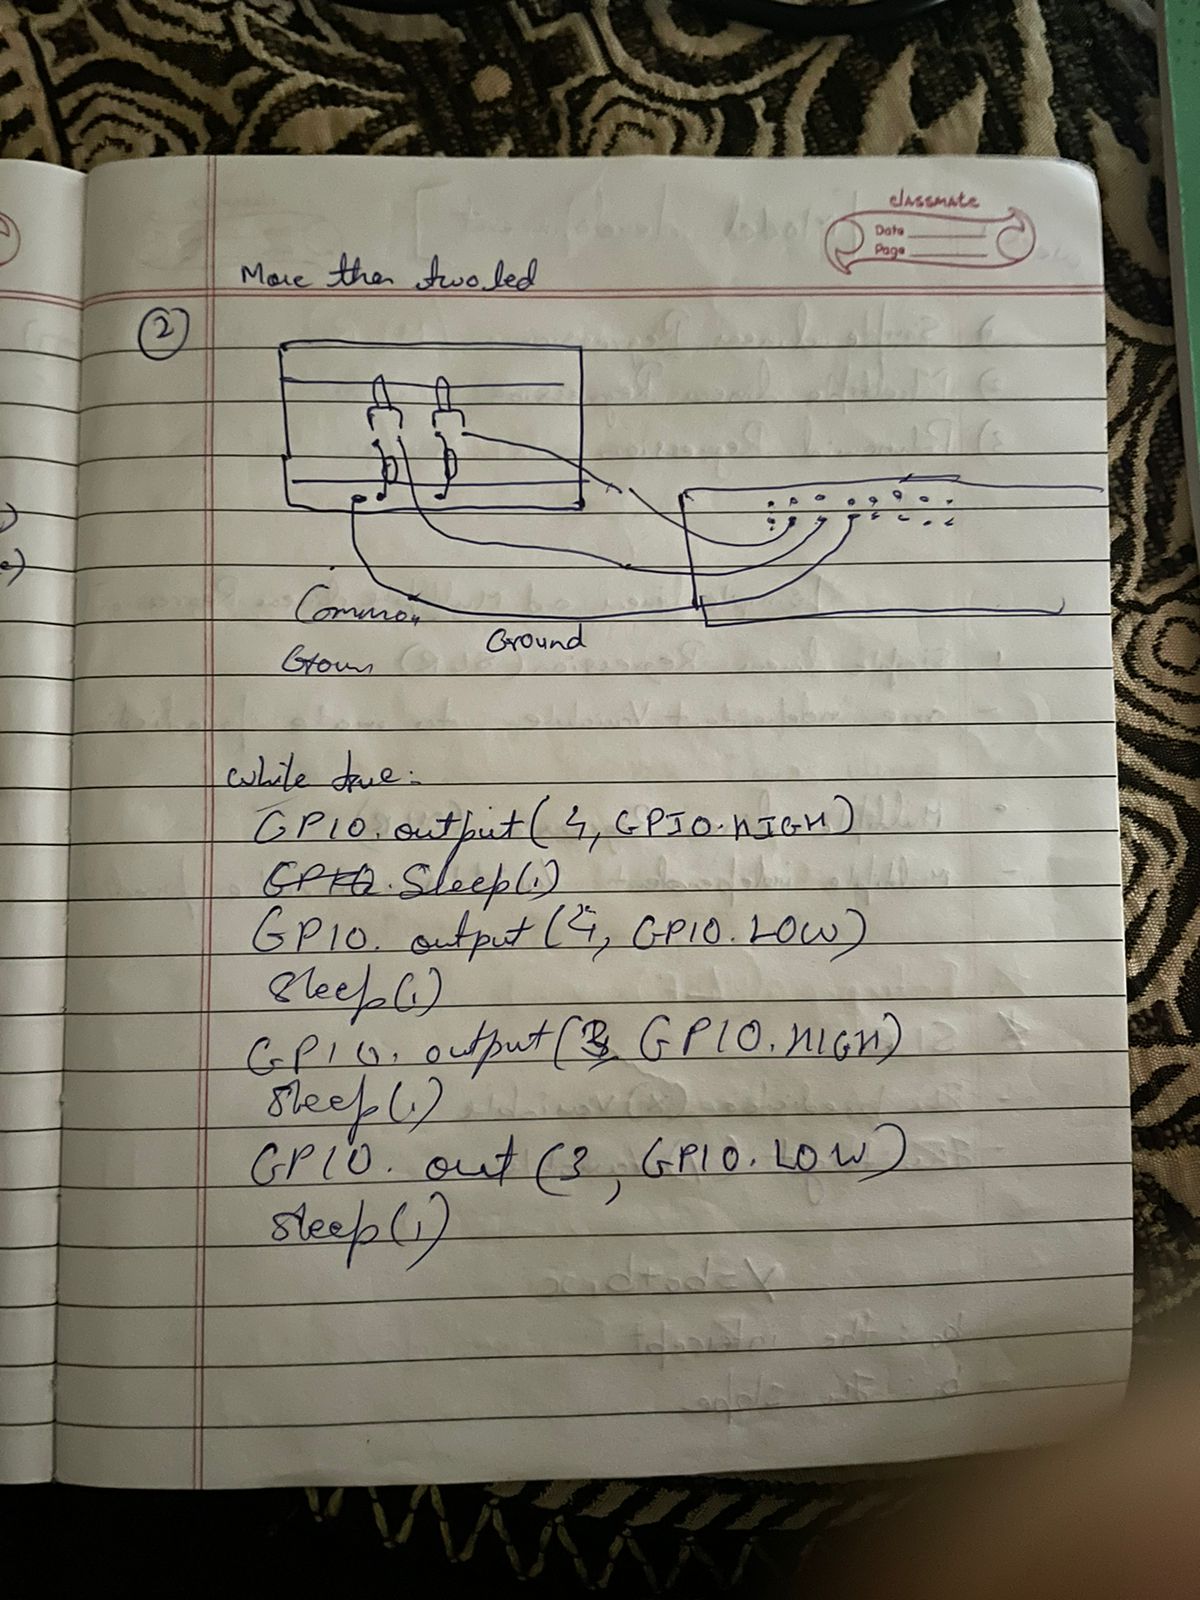 classmate
Date
Page
More then two led
2
Common
Ground
Groun
while true:
GPIO.output(4, GPIO.HIGH)
GPIO. Sleep(1)
GPIO. output(4, GPIO.LOW)
Sleep(1)
GPIO. output(3, GPIO.HIGH)
Sleep(1)
GPIO. out (3, GPIO.LOW)
sleep(1)